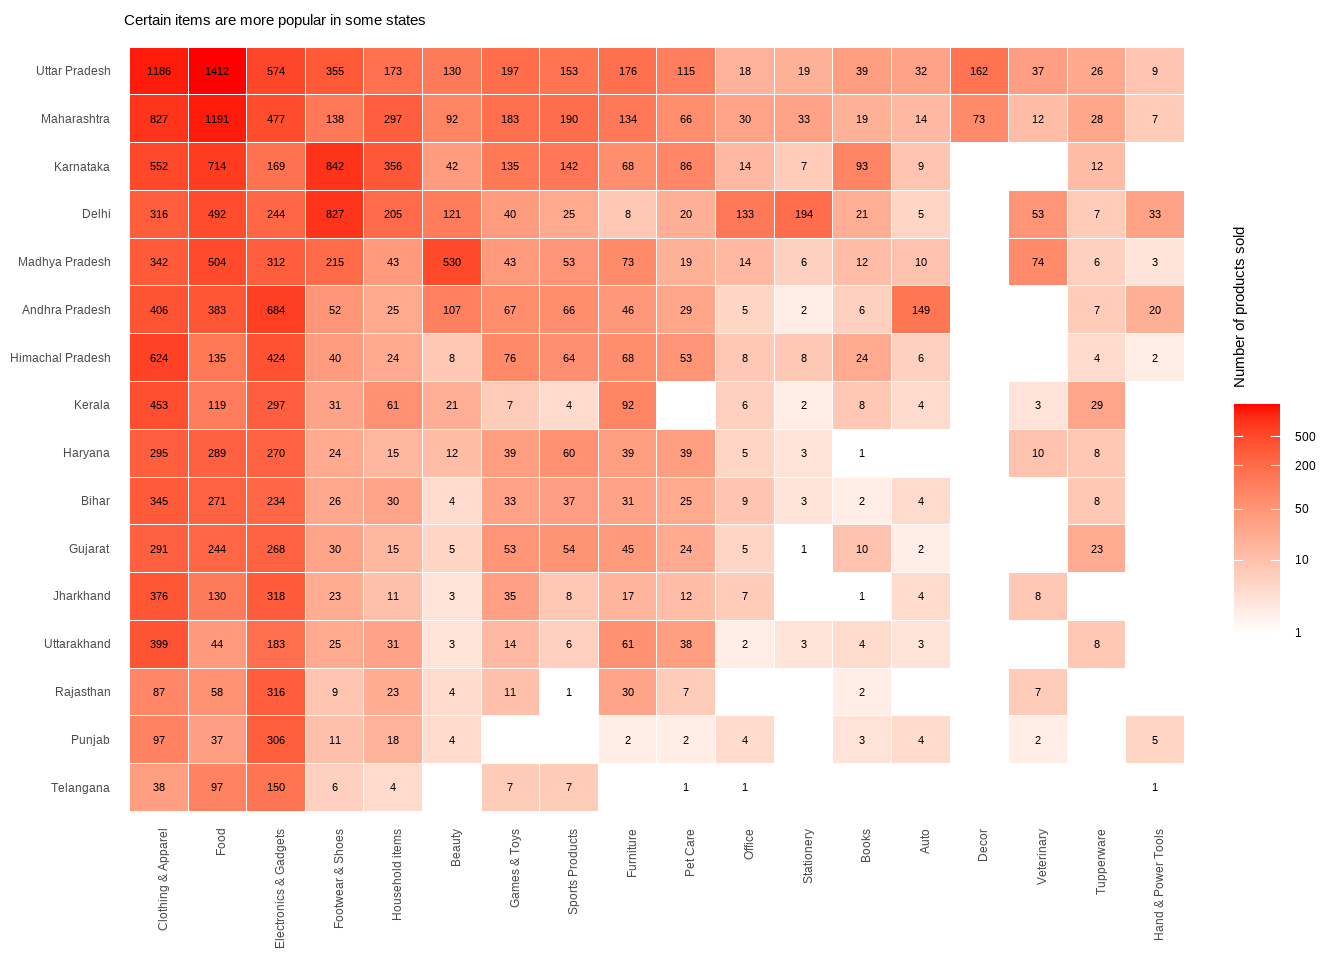 Certain items are more popular in some states
Uttar Pradesh 1186 1412 574 355 173 130 197 153 176 115 18 19 39 32 162 37 26 9
Maharashtra 827 1191 477 138 297 92 183 190 134 66 30 33 19 14 73 12 28 7
Karnataka 552 714 169 842 356 42 135 142 68 86 14 7 93 9 12
Delhi 316 492 244 827 205 121 40 25 8 20 133 194 21 5 53 7 33
Madhya Pradesh 342 504 312 215 43 530 43 53 73 19 14 6 12 10 74 6 3
Andhra Pradesh 406 383 684 52 25 107 67 66 46 29 5 2 6 149 7 20
Himachal Pradesh 624 135 424 40 24 8 76 64 68 53 8 8 24 6 4 2
Kerala 453 119 297 31 61 21 7 4 92 6 2 8 4 3 29
Haryana 295 289 270 24 15 12 39 60 39 39 5 3 1 10 8
Bihar 345 271 234 26 30 4 33 37 31 25 9 3 2 4 8
Gujarat 291 244 268 30 15 5 53 54 45 24 5 1 10 2 23
Jharkhand 376 130 318 23 11 3 35 8 17 12 7 1 4 8
Uttarakhand 399 44 183 25 31 3 14 6 61 38 2 3 4 3 8
Rajasthan 87 58 316 9 23 4 11 1 30 7 2 7
Punjab 97 37 306 11 18 4 2 2 4 3 4 2 5
Telangana 38 97 150 6 4 7 7 1 1 1
Clothing & Apparel
Food
Electronics & Gadgets
Footwear & Shoes
Household items
Beauty
Games & Toys
Sports Products
Furniture
Pet Care
Office
Stationery
Books
Auto
Decor
Veterinary
Tupperware
Hand & Power Tools
Number of products sold
500
200
50
10
1